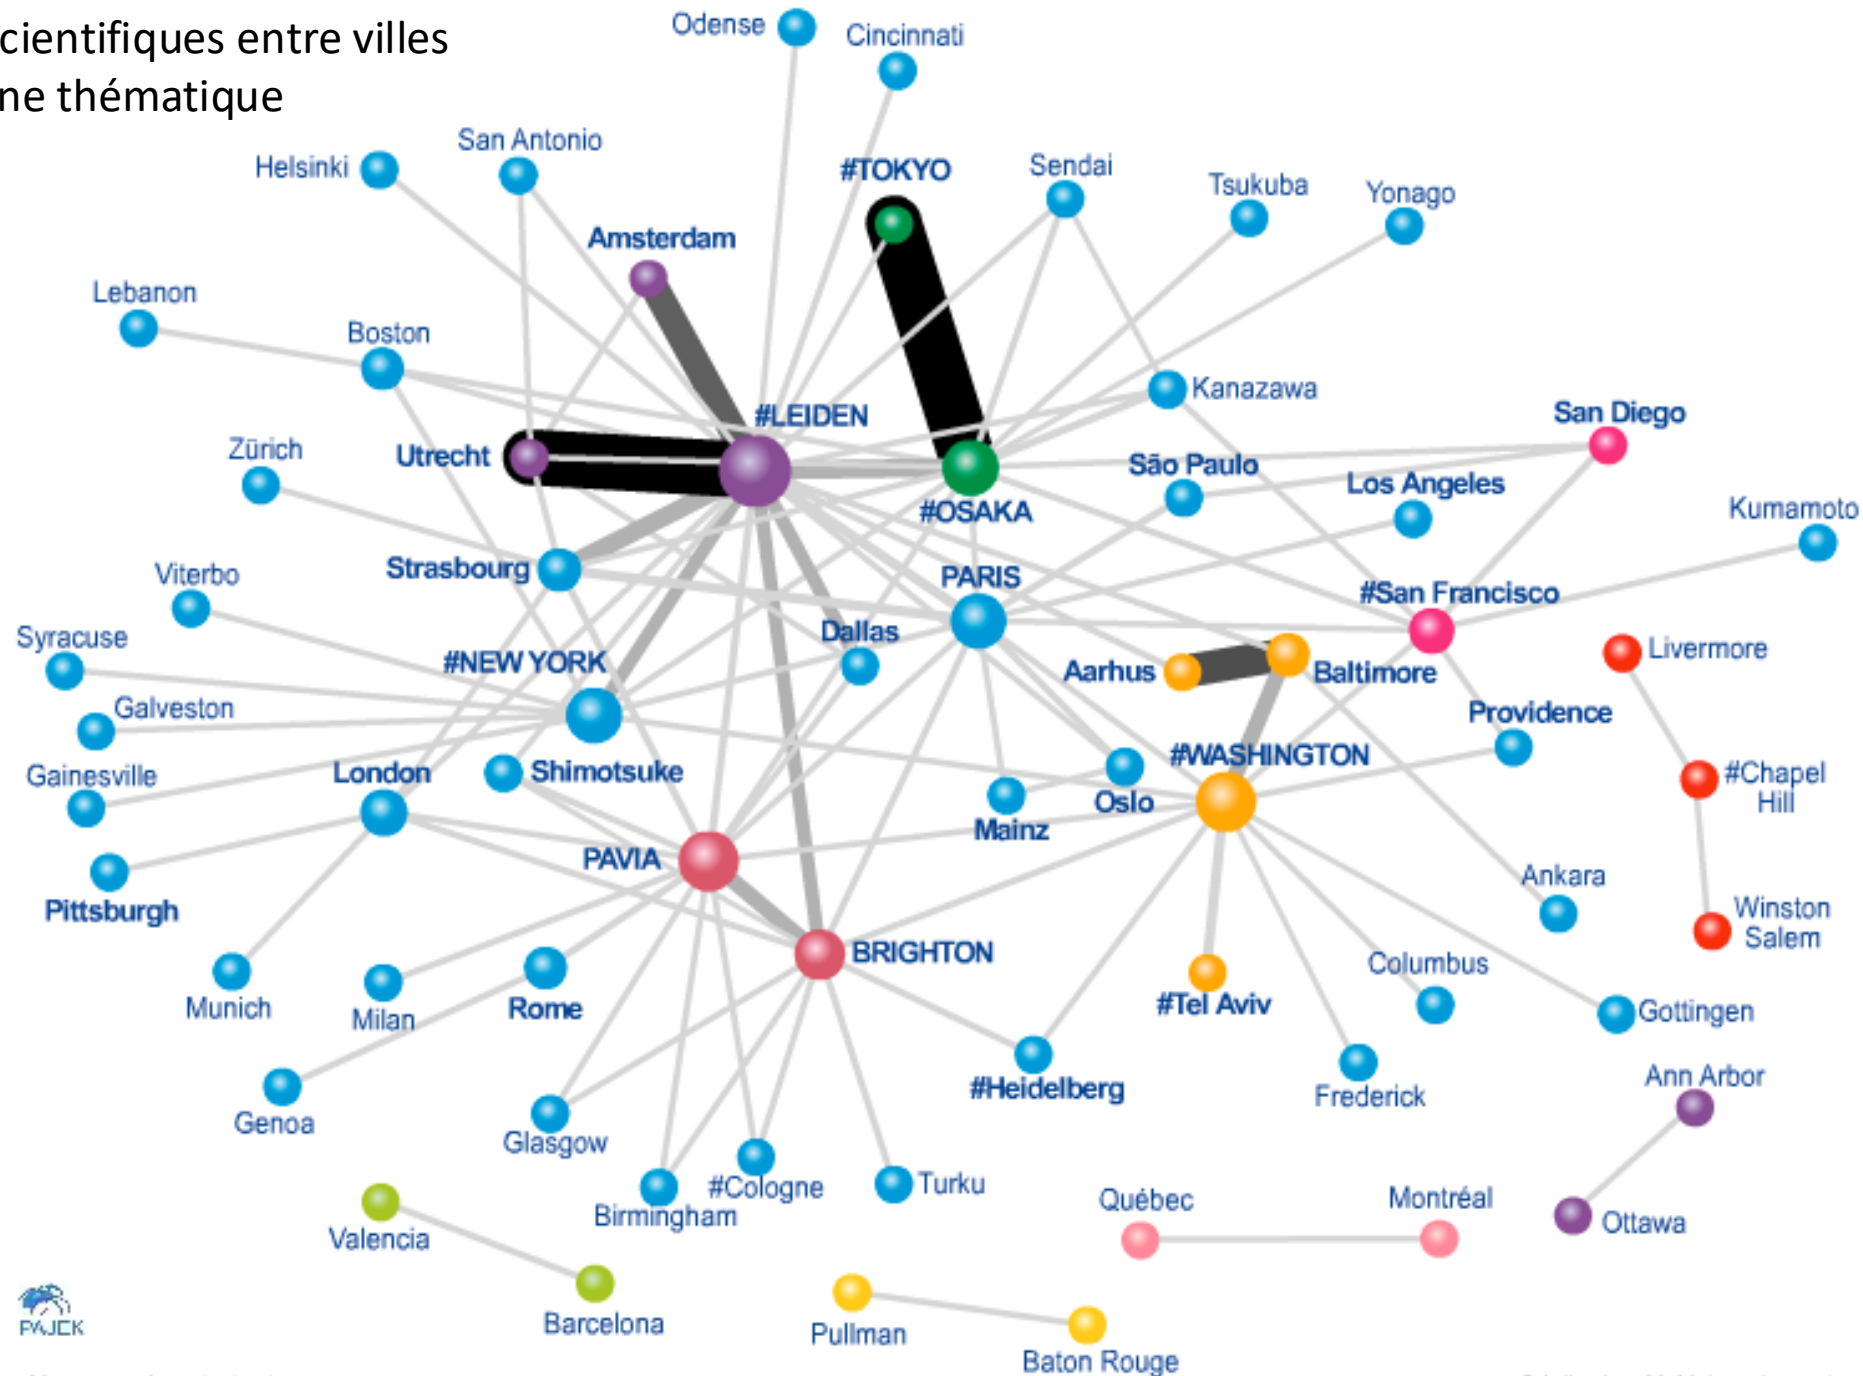 cientifiques entre villes
ne thématique
Odense
Cincinnati
San Antonio
Helsinki
#TOKYO
Sendai
Tsukuba
Yonago
Amsterdam
Lebanon
Boston
#LEIDEN
Kanazawa
San Diego
Zürich
Utrecht
São Paulo
Los Angeles
#OSAKA
Kumamoto
Strasbourg
Viterbo
PARIS
#San Francisco
Syracuse
Dallas
#NEW YORK
Aarhus
Baltimore
Livermore
Galveston
Providence
Gainesville
London
Shimotsuke
#WASHINGTON
#Chapel
Hill
Oslo
Mainz
PAVIA
Pittsburgh
Ankara
Winston
Salem
BRIGHTON
Columbus
Munich
Milan
Rome
#Tel Aviv
Gottingen
#Heidelberg
Frederick
Ann Arbor
Genoa
Glasgow
#Cologne
Turku
Birmingham
Québec
Montréal
Ottawa
Valencia
Barcelona
Pullman
Baton Rouge
PAJEK